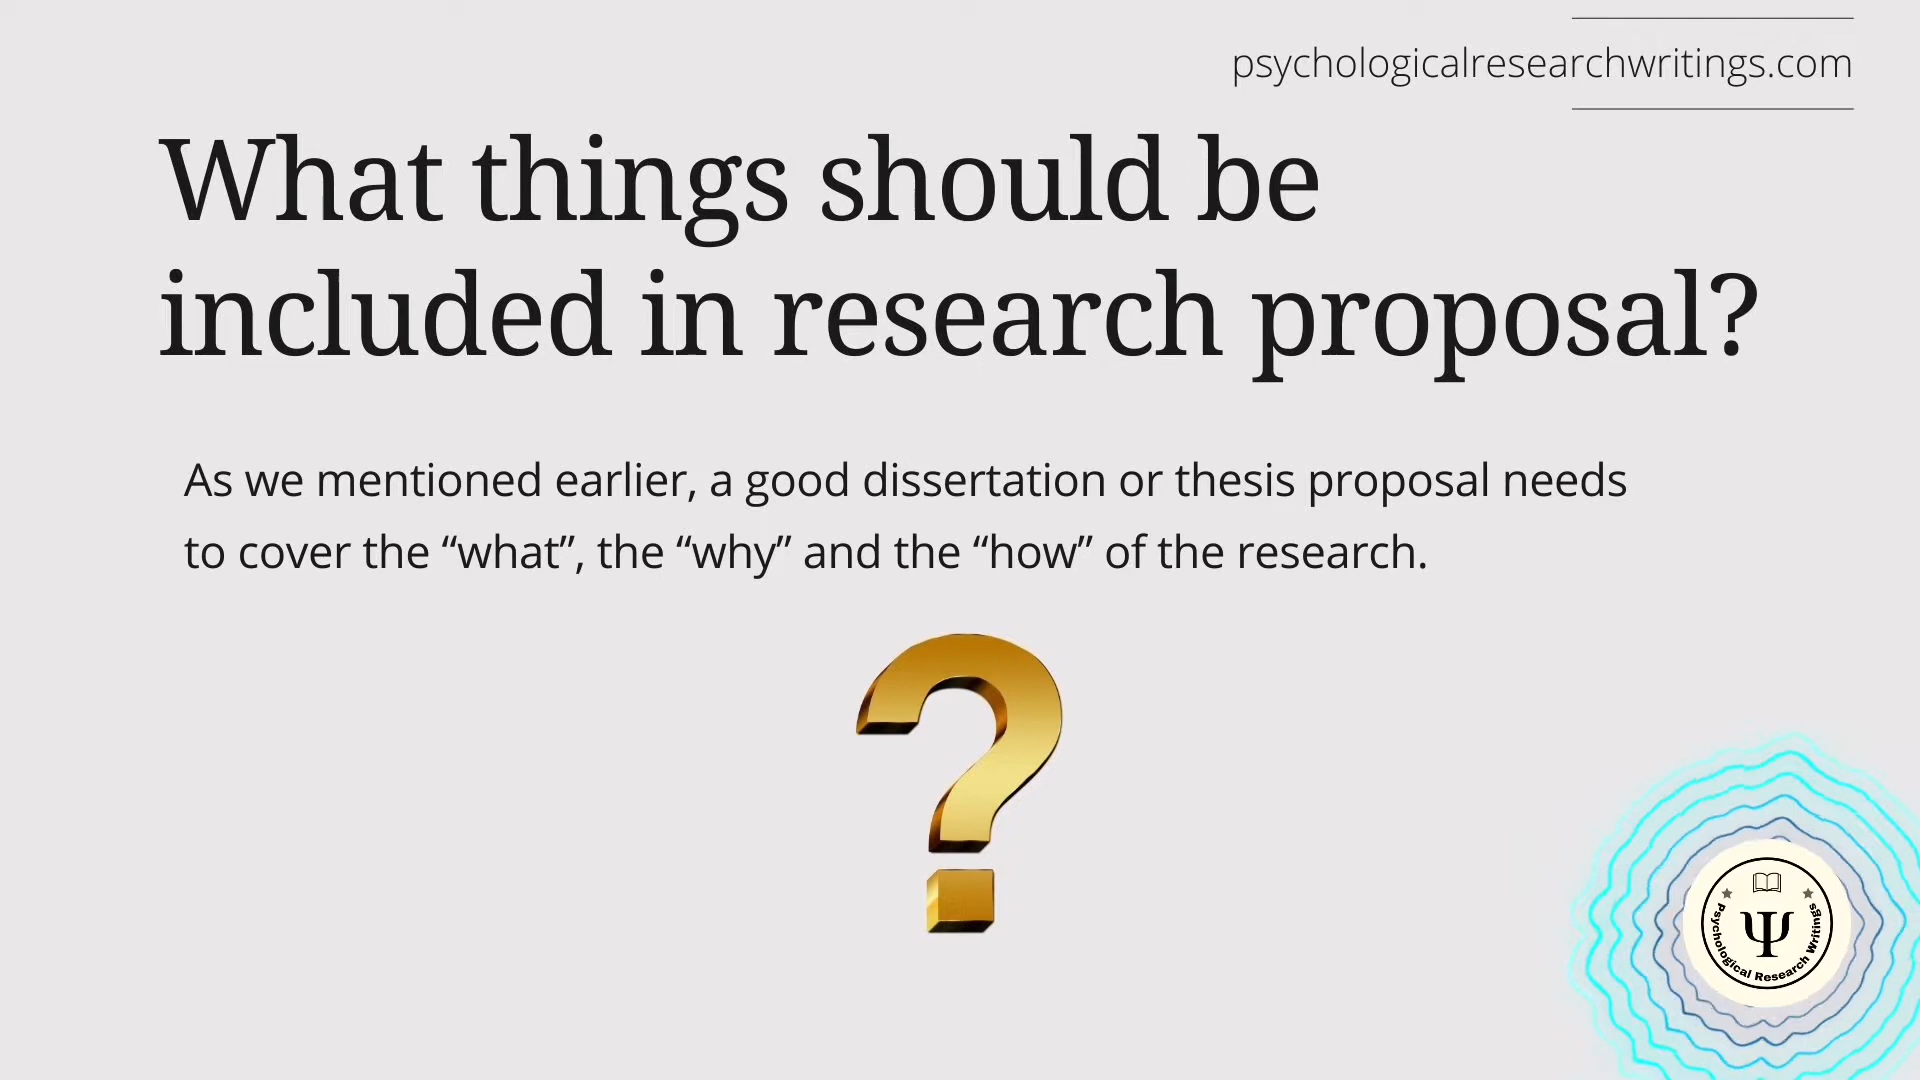 psychologicalresearchwritings.com
What things should be
included in research proposal?
As we mentioned earlier, a good dissertation or thesis proposal needs
to cover the “what”, the “why” and the “how” of the research.
Ψ
Psychological Research Writings